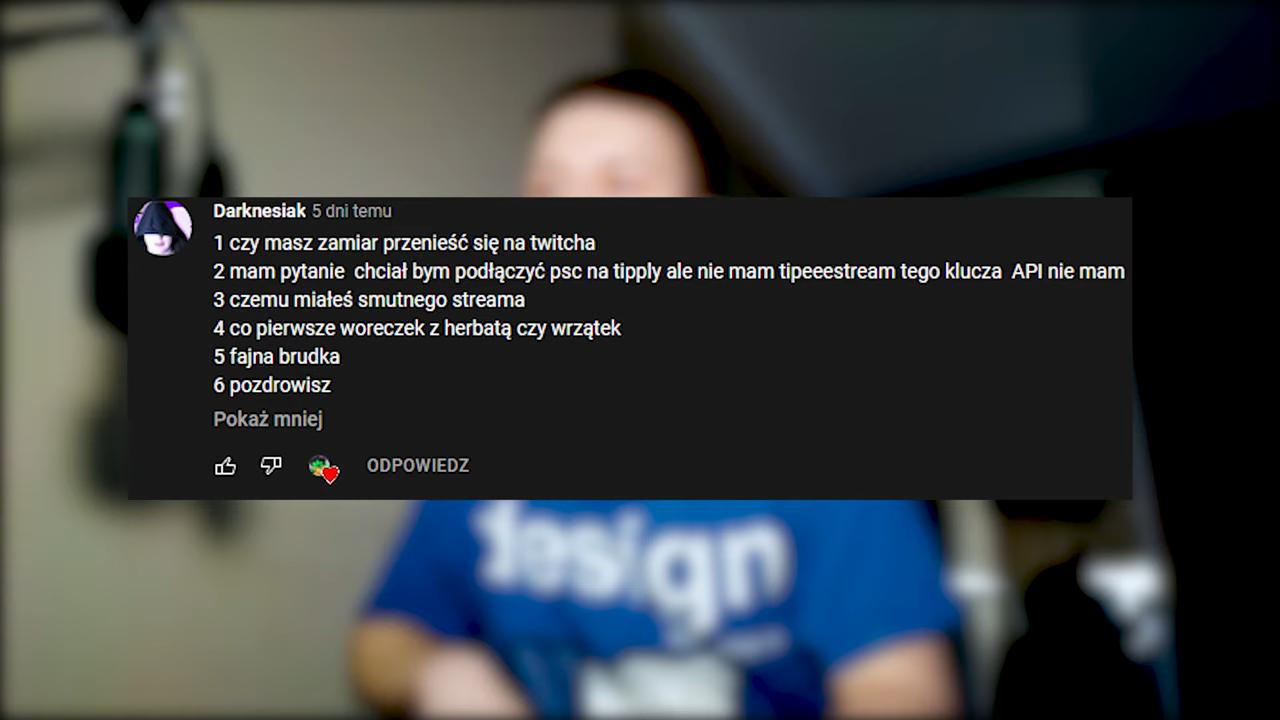 Darknesiak 5 dni temu
1 czy masz zamiar przenieść się na twitcha
2 mam pytanie chciał bym podłączyć psc na tipply ale nie mam tipeeestream tego klucza API nie mam
3 czemu miałeś smutnego streama
4 co pierwsze woreczek z herbatą czy wrzątek
5 fajna brudka
6 pozdrowisz
Pokaż mniej
ODPOWIEDZ
design